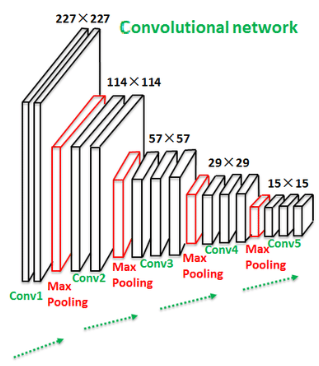 227×227
Convolutional network
114×114
57×57
29×29
15×15
Conv1
Max
Pooling
Conv2
Max
Pooling
Conv3
Max
Pooling
Conv4
Max
Pooling
Conv5